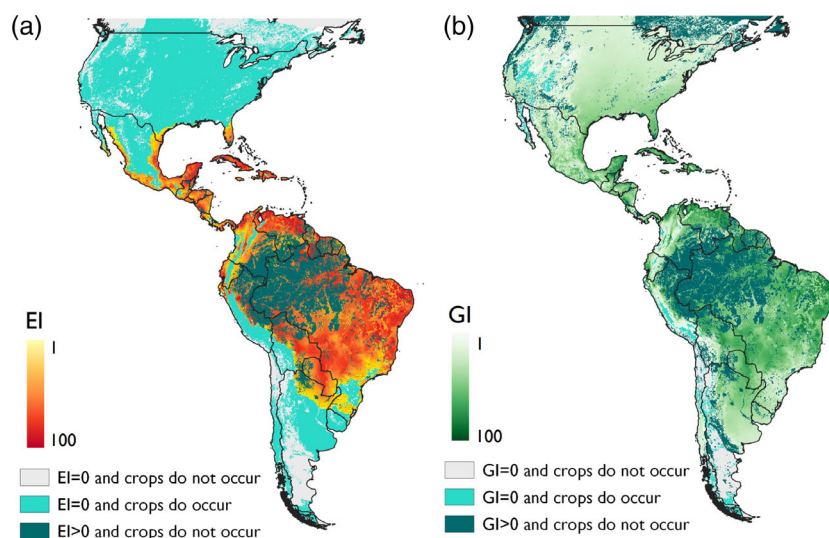 (a)
EI
1
100
EI=0 and crops do not occur
EI=0 and crops do occur
EI>0 and crops do not occur
(b)
GI
1
100
GI=0 and crops do not occur
GI=0 and crops do occur
GI>0 and crops do not occur